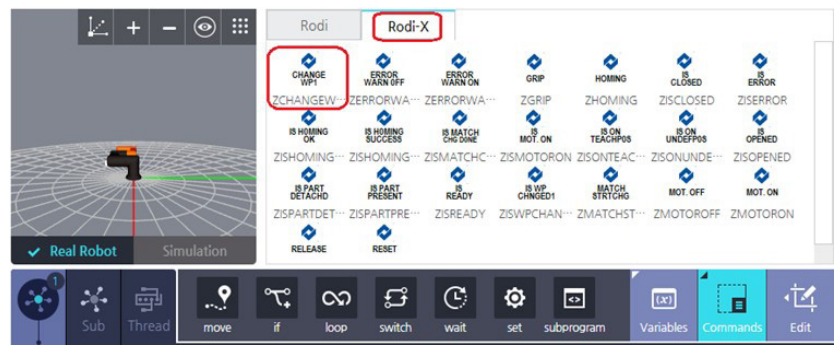 Rodi
Rodi-X
CHANGE WP1
ERROR WARN OFF
ERROR WARN ON
GRIP
HOMING
IS CLOSED
IS ERROR
ZCHANGEW···
ZERRORWA···
ZERRORWA···
ZGRIP
ZHOMING
ZISCLOSED
ZISERROR
IS HOMING OK
IS HOMING SUCCESS
IS MATCH CHG DONE
IS MOT. ON
IS ON TEACHPOS
IS ON UNDEFPOS
IS OPENED
ZISHOMING···
ZISHOMING···
ZISMATCHC···
ZISMOTORON
ZISONTEAC···
ZISONUNDE···
ZISOPENED
IS PART DETACHD
IS PART PRESENT
IS READY
IS WP CHNGED1
MATCH STRTCHG
MOT. OFF
MOT. ON
ZISPARTDET···
ZISPARTPRE···
ZISREADY
ZISWPCHAN···
ZMATCHST···
ZMOTOROFF
ZMOTORON
RELEASE
RESET
Real Robot
Simulation
1
Sub
Thread
move
if
loop
switch
wait
set
subprogram
(x)
Variables
Commands
Edit